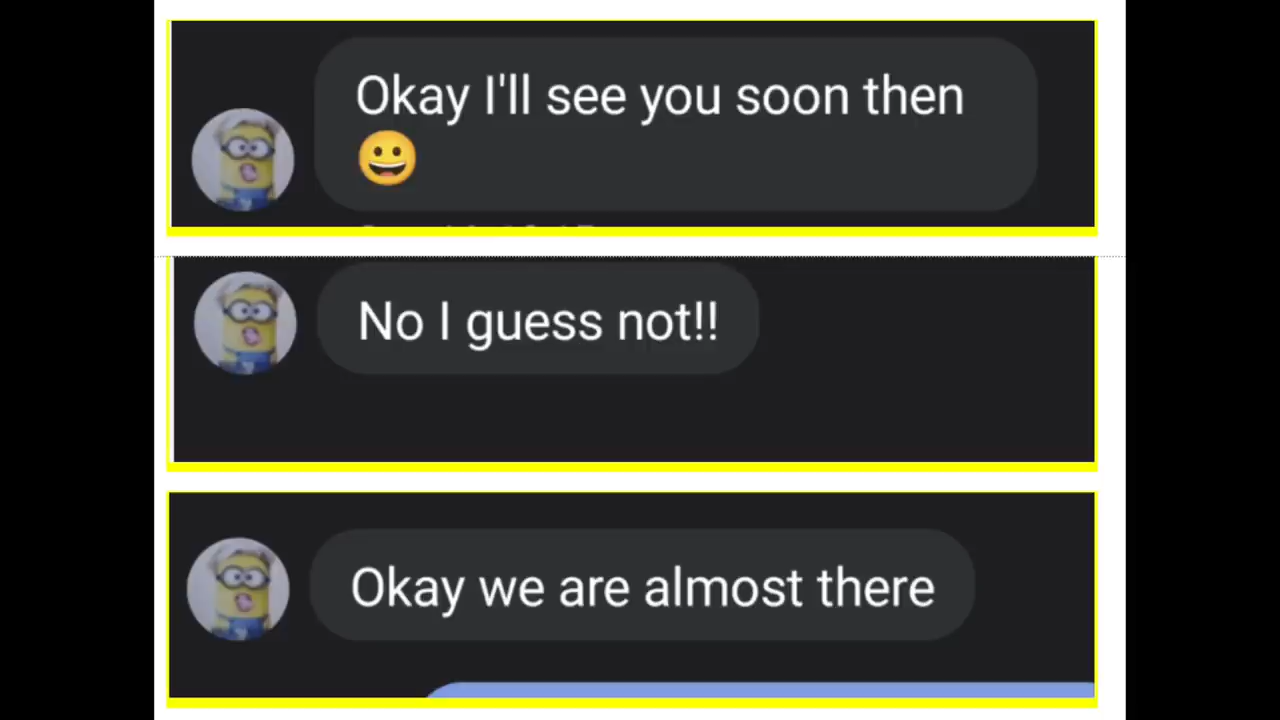 Okay I'll see you soon then
😀
No I guess not!!
Okay we are almost there